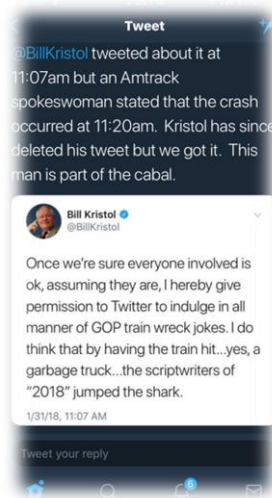 Tweet
@BillKristol tweeted about it at
11:07am but an Amtrack
spokeswoman stated that the crash
occurred at 11:20am. Kristol has since
deleted his tweet but we got it. This
man is part of the cabal.
Bill Kristol
@BillKristol
Once we're sure everyone involved is
ok, assuming they are, I hereby give
permission to Twitter to indulge in all
manner of GOP train wreck jokes. I do
think that by having the train hit...yes, a
garbage truck...the scriptwriters of
"2018" jumped the shark.
1/31/18, 11:07 AM
Tweet your reply
6